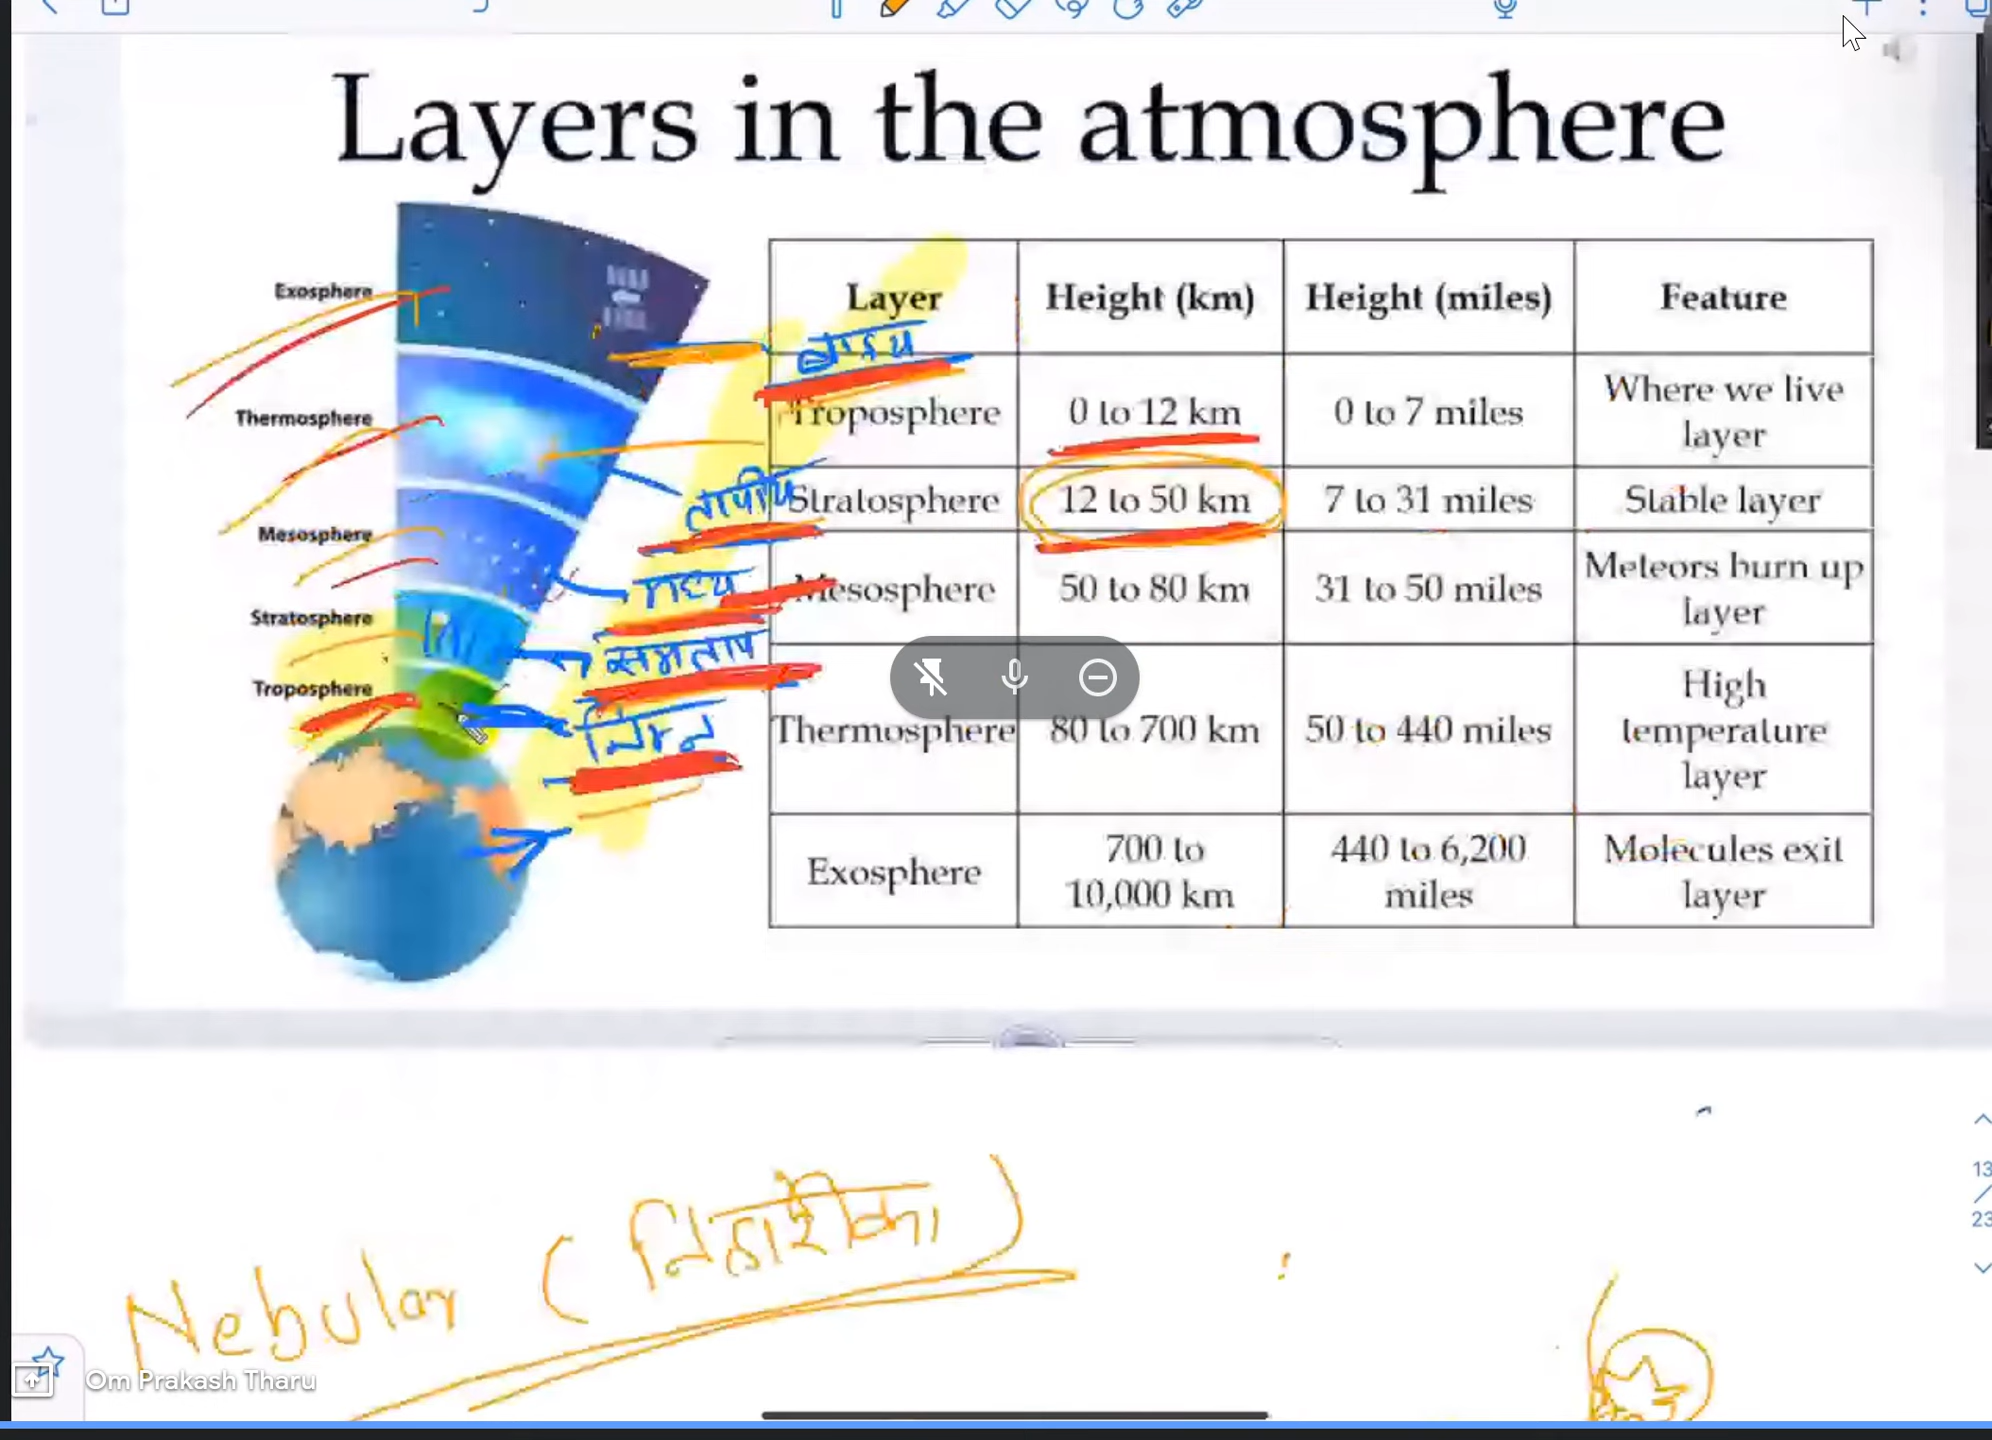 Layers in the atmosphere
Exosphere
Thermosphere
Mesosphere
Stratosphere
Troposphere
तापीय
मध्य
समताप
Layer Height (km) Height (miles) Feature
Troposphere 0 to 12 km 0 to 7 miles Where we live layer
Stratosphere 12 to 50 km 7 to 31 miles Stable layer
Mesosphere 50 to 80 km 31 to 50 miles Meteors burn up layer
Thermosphere 80 to 700 km 50 to 440 miles High temperature layer
Exosphere 700 to 10,000 km 440 to 6,200 miles Molecules exit layer
Nebular (निहारीका)
13
23
Om Prakash Tharu